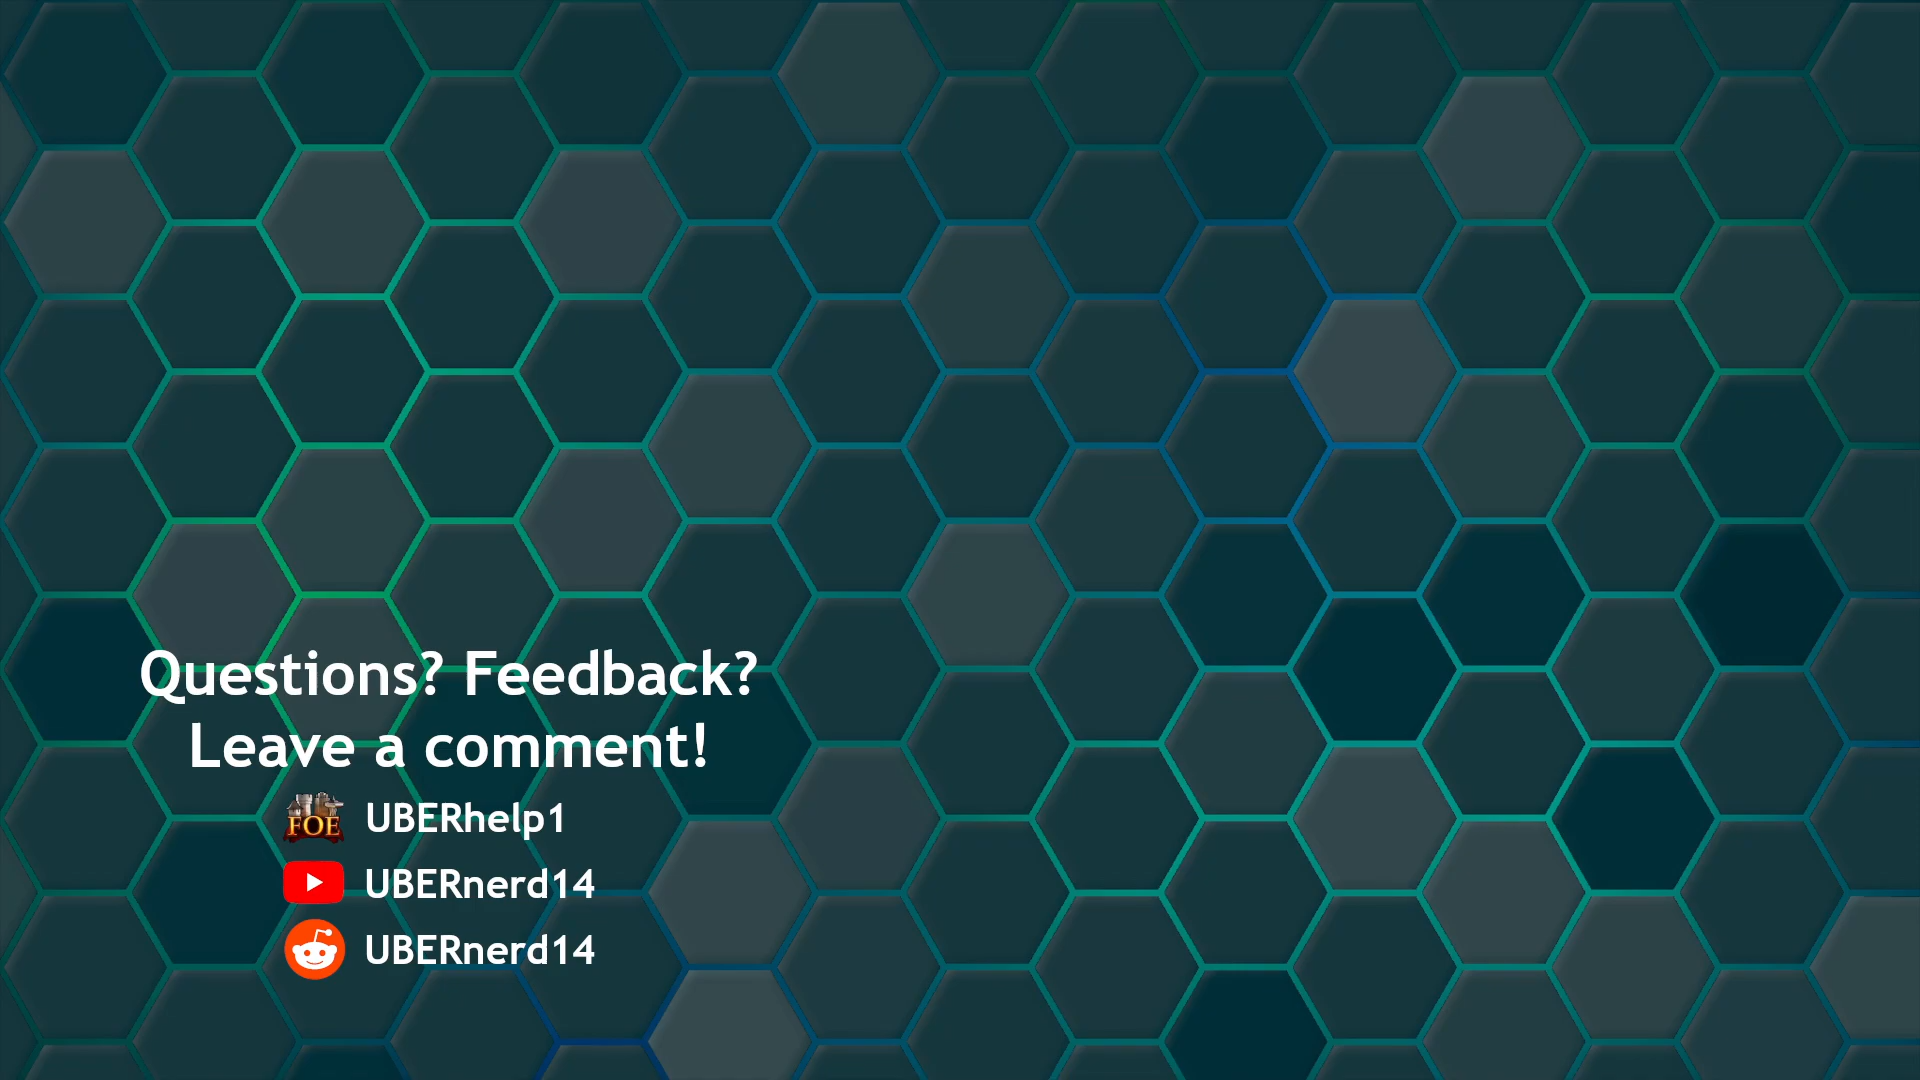 Questions? Feedback?
Leave a comment!
FOE UBERhelp1
UBERnerd14
UBERnerd14